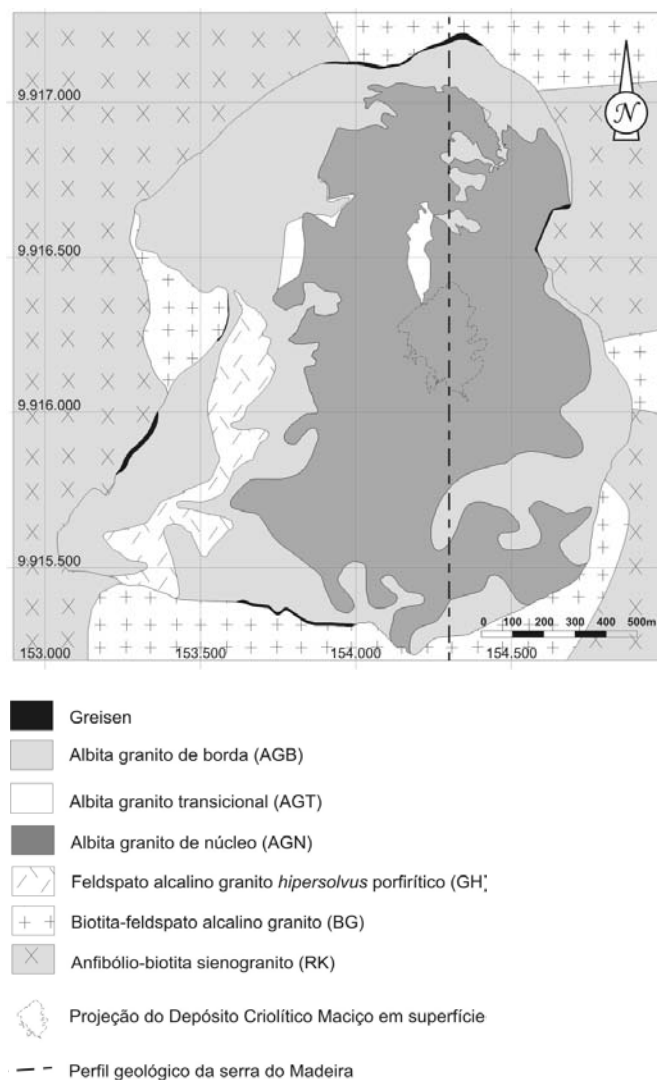 9.917.000
N
9.916.500
9.916.000
9.915.500
0 100 200 300 400 500m
153.000 153.500 154.000 154.500
Greisen
Albita granito de borda (AGB)
Albita granito transicional (AGT)
Albita granito de núcleo (AGN)
Feldspato alcalino granito hipersolvus porfirítico (GH)
Biotita-feldspato alcalino granito (BG)
Anfibólio-biotita sienogranito (RK)
Projeção do Depósito Criolítico Maciço em superfície
Perfil geológico da serra do Madeira